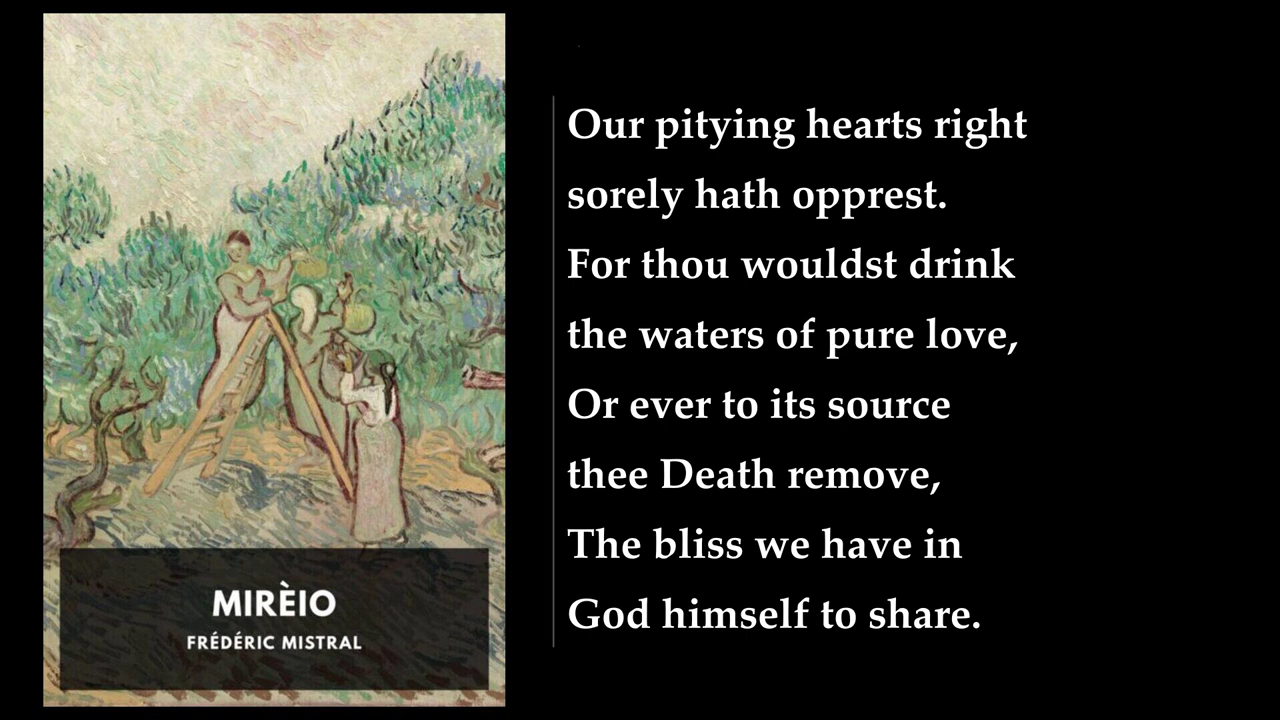 MIRÈIO
FRÉDÉRIC MISTRAL
Our pitying hearts right
sorely hath opprest.
For thou wouldst drink
the waters of pure love,
Or ever to its source
thee Death remove,
The bliss we have in
God himself to share.